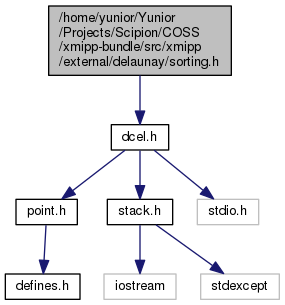 /home/yunior/Yunior
/Projects/Scipion/COSS
/xmipp-bundle/src/xmipp
/external/delaunay/sorting.h
dcel.h
point.h
stack.h
stdio.h
defines.h
iostream
stdexcept